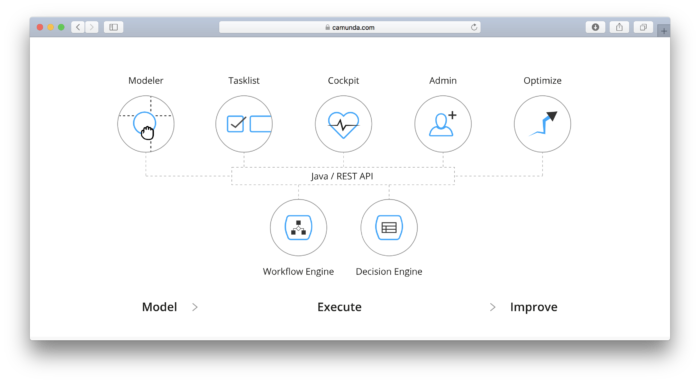 camunda.com
Modeler
Tasklist
Cockpit
Admin
Optimize
Java / REST API
Workflow Engine
Decision Engine
Model
Execute
Improve